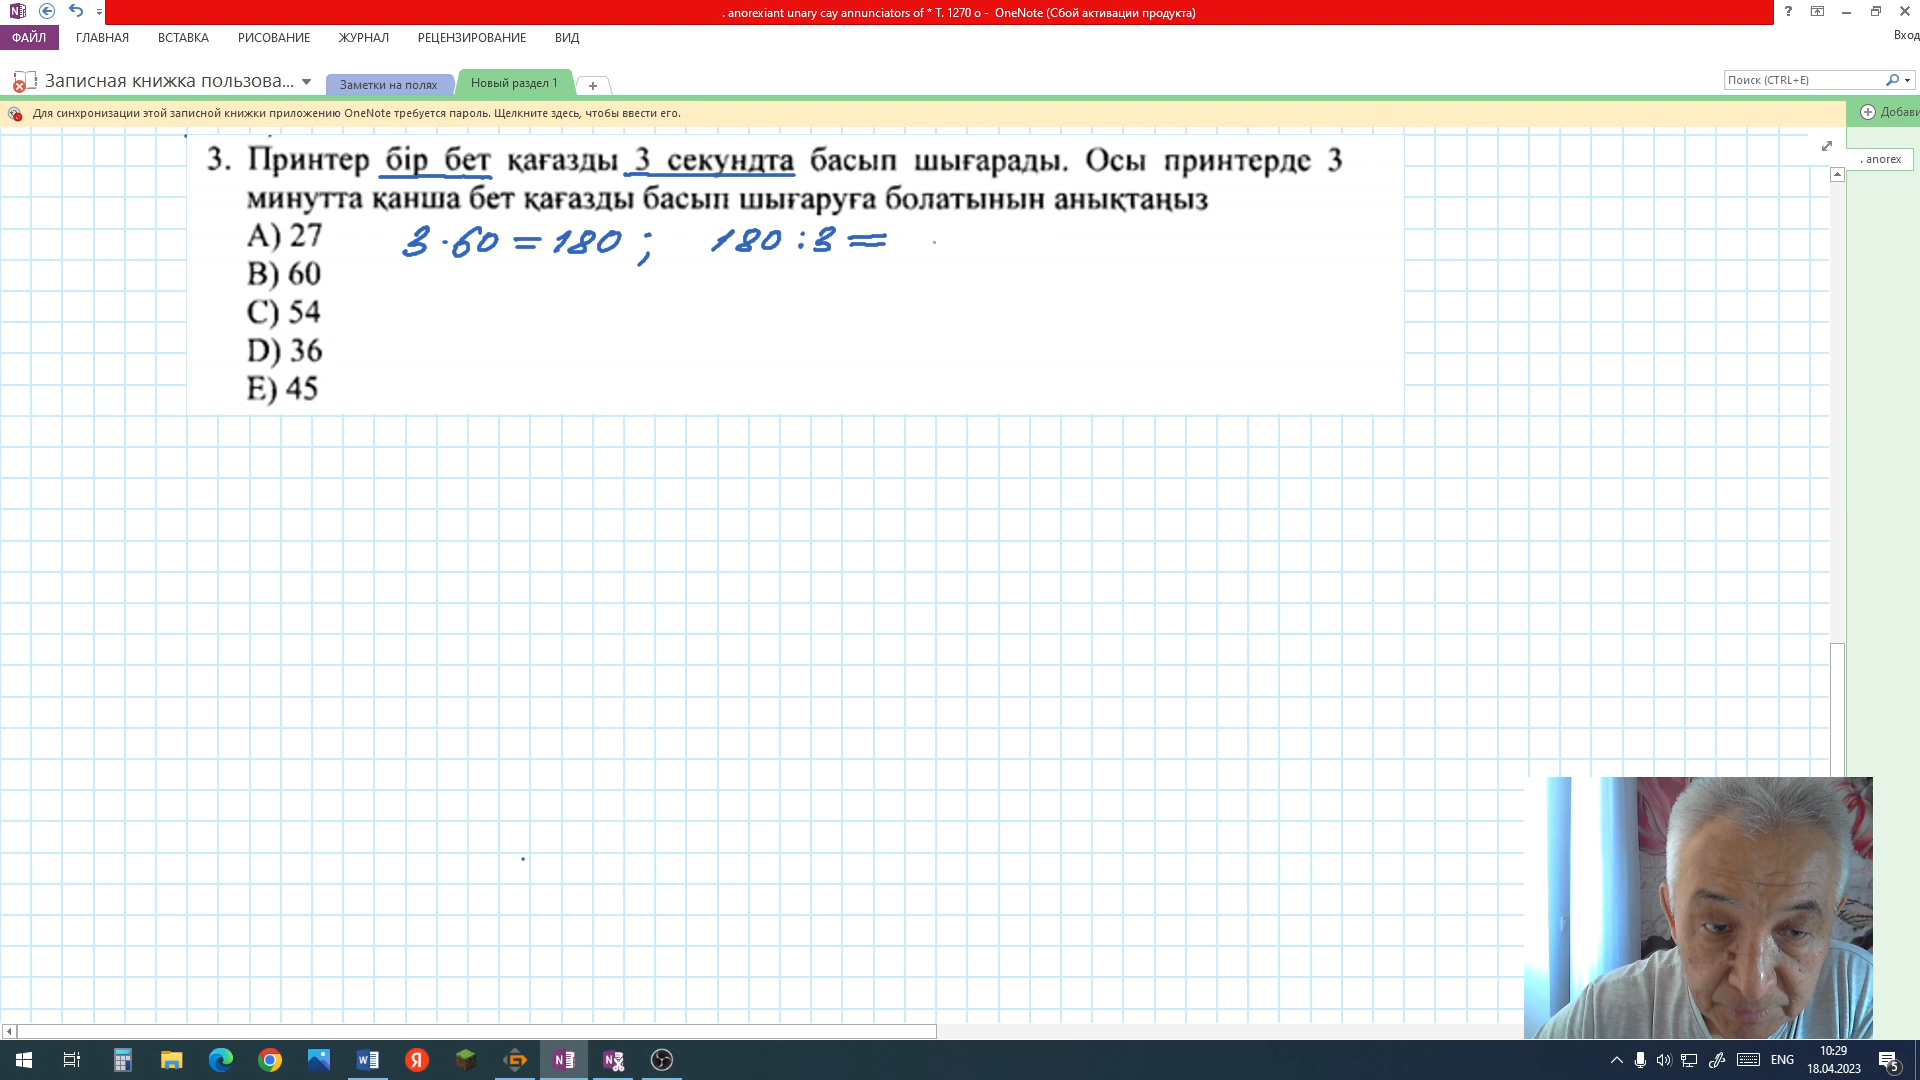 . anorexiant unary cay annunciators of * T. 1270 o - OneNote (Сбой активации продукта)
ФАЙЛ ГЛАВНАЯ ВСТАВКА РИСОВАНИЕ ЖУРНАЛ РЕЦЕНЗИРОВАНИЕ ВИД
Вход
Записная книжка пользова... Заметки на полях Новый раздел 1
Поиск (CTRL+E)
Для синхронизации этой записной книжки приложению OneNote требуется пароль. Щелкните здесь, чтобы ввести его.
Добави
. anorex
3. Принтер бір бет қағазды 3 секундта басып шығарады. Осы принтерде 3
минутта қанша бет қағазды басып шығаруға болатынын анықтаңыз
A) 27
3 · 60 = 180 ; 180 : 3 =
B) 60
C) 54
D) 36
E) 45
ENG
10:29
18.04.2023
5